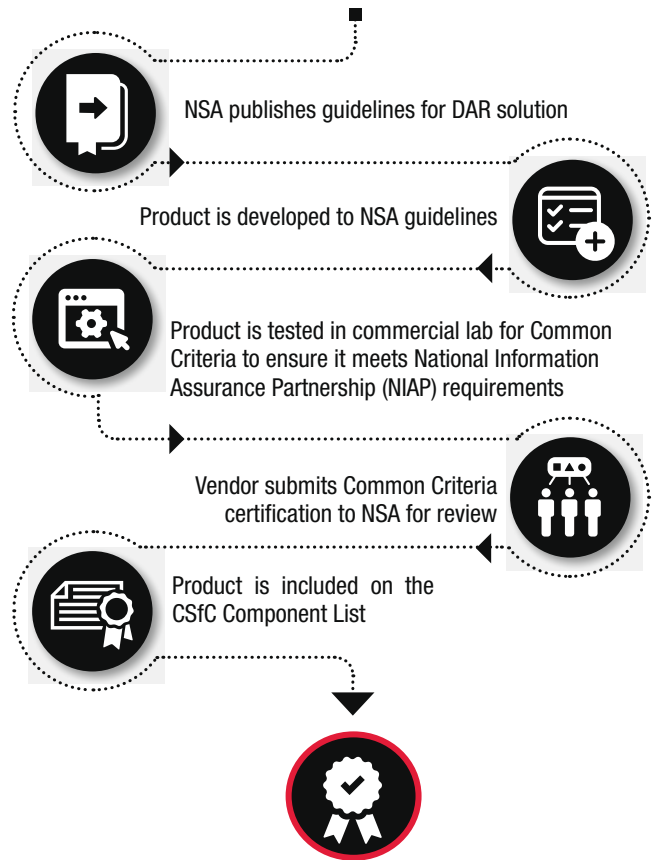 NSA publishes guidelines for DAR solution
Product is developed to NSA guidelines
Product is tested in commercial lab for Common
Criteria to ensure it meets National Information
Assurance Partnership (NIAP) requirements
Vendor submits Common Criteria
certification to NSA for review
Product is included on the
CSfC Component List